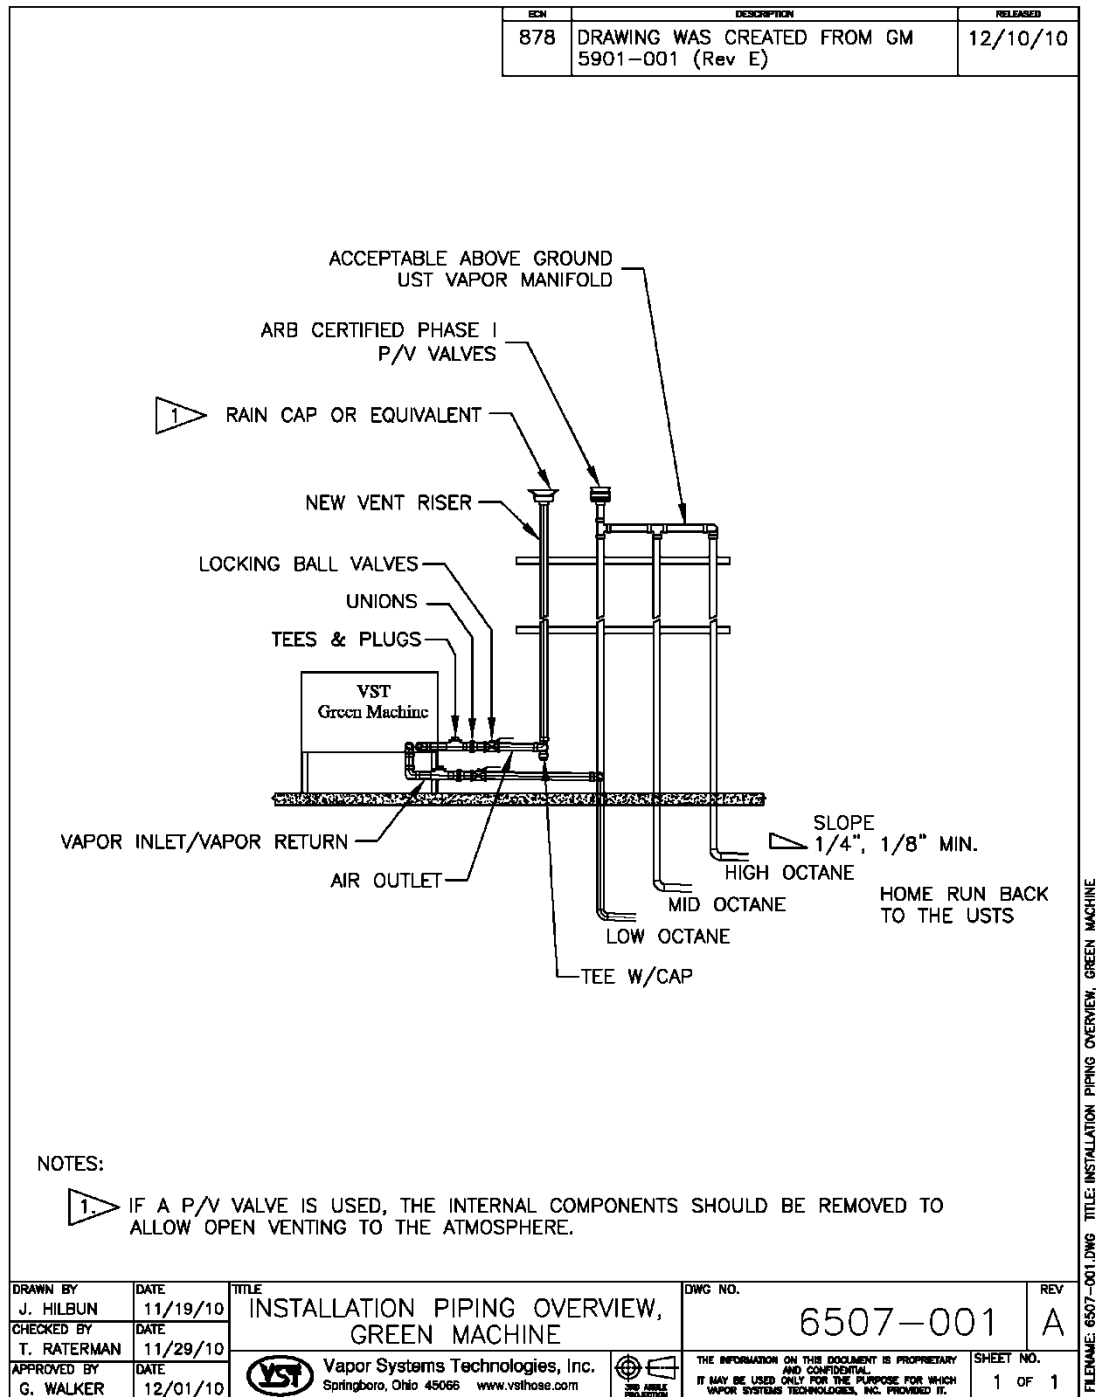 ECN DESCRIPTION RELEASED
878 DRAWING WAS CREATED FROM GM 12/10/10
5901-001 (Rev E)
ACCEPTABLE ABOVE GROUND
UST VAPOR MANIFOLD
ARB CERTIFIED PHASE I
P/V VALVES
1 RAIN CAP OR EQUIVALENT
NEW VENT RISER
LOCKING BALL VALVES
UNIONS
TEES & PLUGS
VST
Green Machine
VAPOR INLET/VAPOR RETURN
AIR OUTLET
SLOPE
1/4", 1/8" MIN.
HIGH OCTANE
MID OCTANE
LOW OCTANE
HOME RUN BACK
TO THE USTS
TEE W/CAP
NOTES:
1. IF A P/V VALVE IS USED, THE INTERNAL COMPONENTS SHOULD BE REMOVED TO
ALLOW OPEN VENTING TO THE ATMOSPHERE.
DRAWN BY DATE
J. HILBUN 11/19/10
CHECKED BY DATE
T. RATERMAN 11/29/10
APPROVED BY DATE
G. WALKER 12/01/10
TITLE
INSTALLATION PIPING OVERVIEW,
GREEN MACHINE
VST
Vapor Systems Technologies, Inc.
Springboro, Ohio 45066 www.vsthose.com
3RD ANGLE
PROJECTION
DWG NO.
6507-001
REV
A
THE INFORMATION ON THIS DOCUMENT IS PROPRIETARY
AND CONFIDENTIAL.
IT MAY BE USED ONLY FOR THE PURPOSE FOR WHICH
VAPOR SYSTEMS TECHNOLOGIES, INC. PROVIDED IT.
SHEET NO.
1 OF 1
FILENAME: 6507-001.DWG TITLE: INSTALLATION PIPING OVERVIEW, GREEN MACHINE